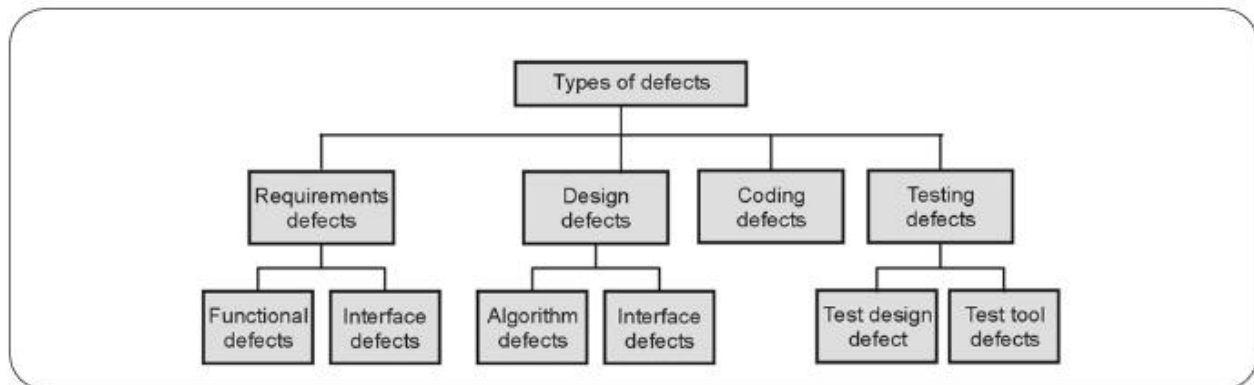 Types of defects
Requirements
defects
Design
defects
Coding
defects
Testing
defects
Functional
defects
Interface
defects
Algorithm
defects
Interface
defects
Test design
defect
Test tool
defects